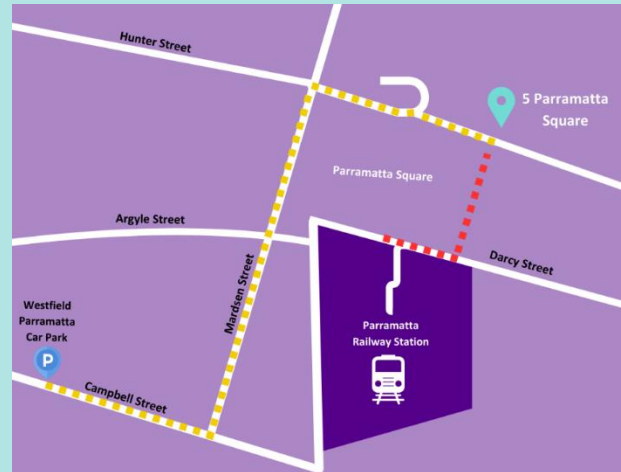 Hunter Street
5 Parramatta
Square
Parramatta Square
Argyle Street
Mardsen Street
Darcy Street
Westfield
Parramatta
Car Park
P
Parramatta
Railway Station
Campbell Street